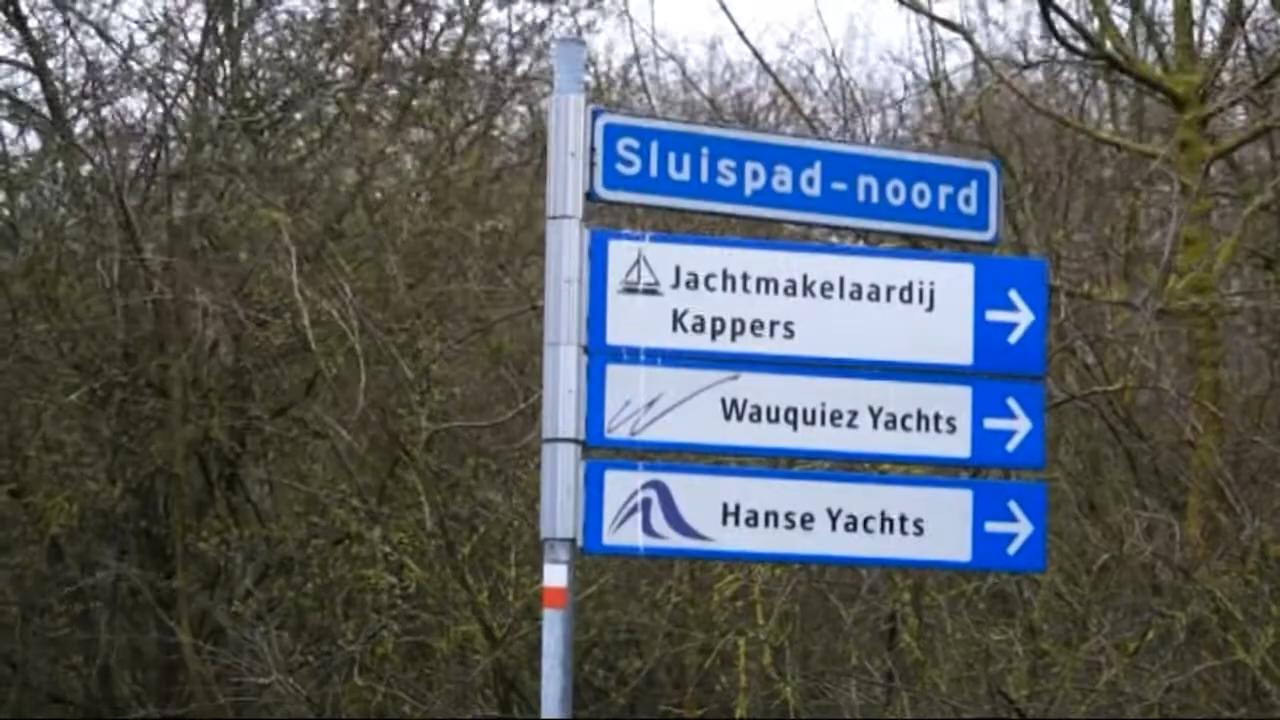 Sluispad-noord
Jachtmakelaardij
Kappers
Wauquiez Yachts
Hanse Yachts